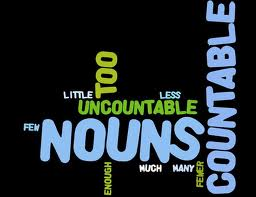 TOO
COUNTABLE
LITTLE
LESS
UNCOUNTABLE
FEW
NOUNS
MUCH
MANY
ENOUGH
FEWER